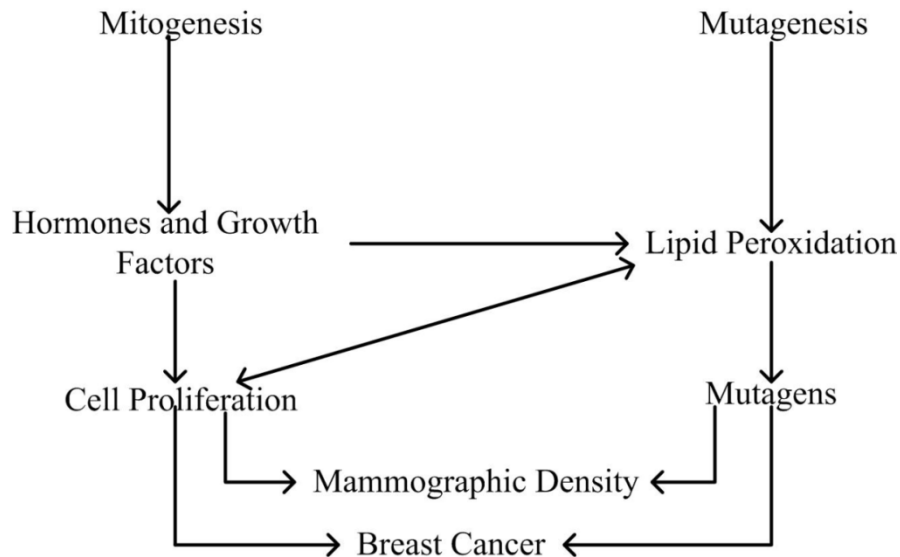 Mitogenesis
Mutagenesis
Hormones and Growth
Factors
Lipid Peroxidation
Cell Proliferation
Mutagens
Mammographic Density
Breast Cancer